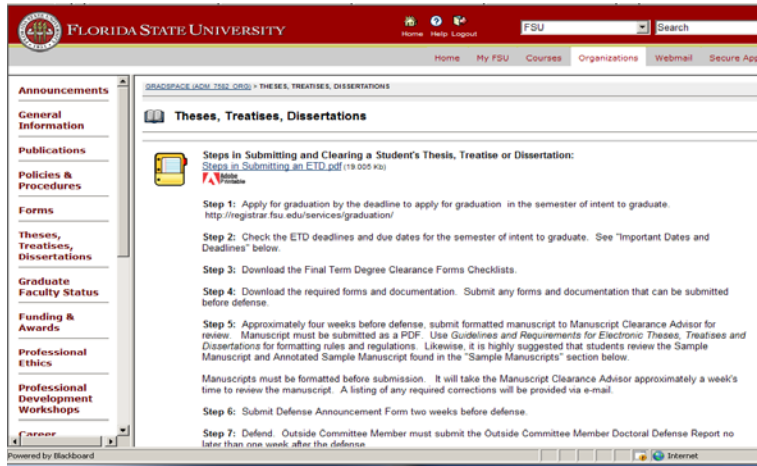 FLORIDA STATE UNIVERSITY
Home Help Logout
FSU
Search
Home My FSU Courses Organizations Webmail Secure App
Announcements
General
Information
Publications
Policies &
Procedures
Forms
Theses,
Treatises,
Dissertations
Graduate
Faculty Status
Funding &
Awards
Professional
Ethics
Professional
Development
Workshops
Career
GRADSPACE (ADM_7582_ORG) > THESES, TREATISES, DISSERTATIONS
Theses, Treatises, Dissertations
Steps in Submitting and Clearing a Student's Thesis, Treatise or Dissertation:
Steps in Submitting an ETD.pdf (19.005 Kb)
Adobe
Printable
Step 1: Apply for graduation by the deadline to apply for graduation in the semester of intent to graduate.
http://registrar.fsu.edu/services/graduation/
Step 2: Check the ETD deadlines and due dates for the semester of intent to graduate. See "Important Dates and
Deadlines" below.
Step 3: Download the Final Term Degree Clearance Forms Checklists.
Step 4: Download the required forms and documentation. Submit any forms and documentation that can be submitted
before defense.
Step 5: Approximately four weeks before defense, submit formatted manuscript to Manuscript Clearance Advisor for
review. Manuscript must be submitted as a PDF. Use Guidelines and Requirements for Electronic Theses, Treatises and
Dissertations for formatting rules and regulations. Likewise, it is highly suggested that students review the Sample
Manuscript and Annotated Sample Manuscript found in the "Sample Manuscripts" section below.
Manuscripts must be formatted before submission. It will take the Manuscript Clearance Advisor approximately a week's
time to review the manuscript. A listing of any required corrections will be provided via e-mail.
Step 6: Submit Defense Announcement Form two weeks before defense.
Step 7: Defend. Outside Committee Member must submit the Outside Committee Member Doctoral Defense Report no
later than one week after the defense
Powered by Blackboard
Internet